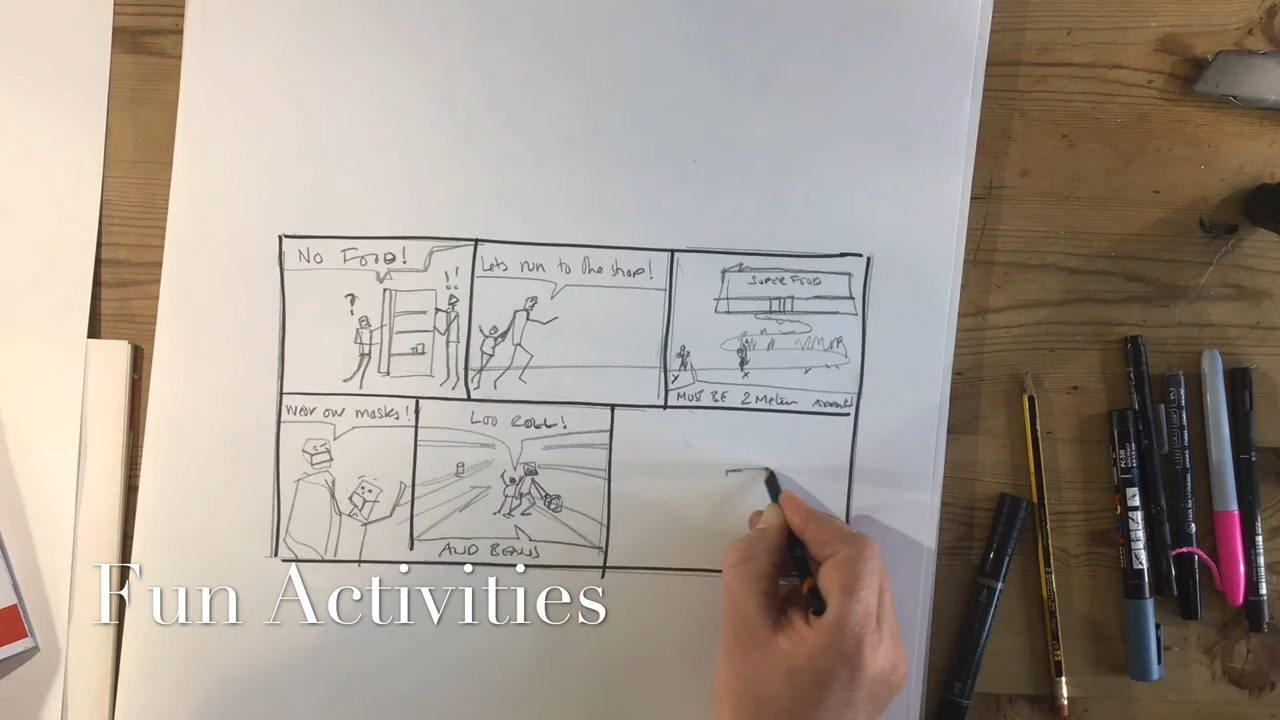 No Food!
Lets run to the shop!
SUPER FOOD
MUST BE 2 Meter
Wear our masks!
LOO ROLL!
AND BEANS
Fun Activities